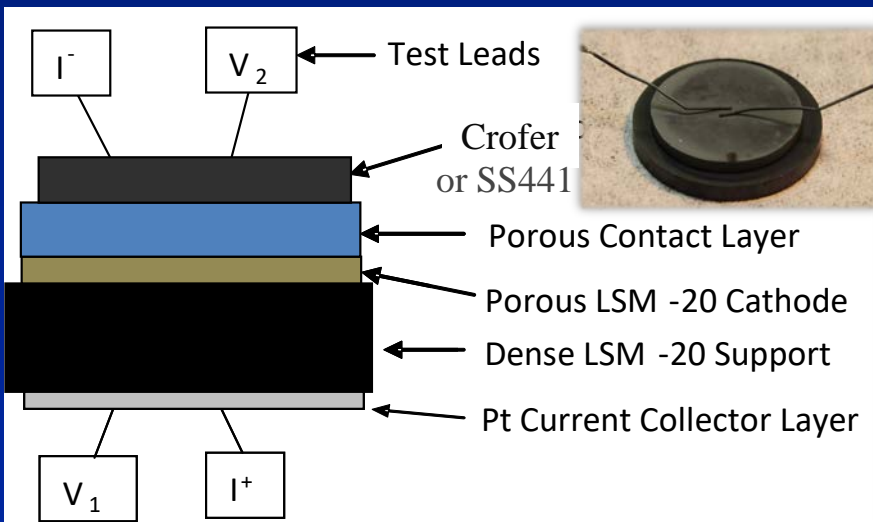 I-
V2
Test Leads
Crofer
or SS441
Porous Contact Layer
Porous LSM -20 Cathode
Dense LSM -20 Support
Pt Current Collector Layer
V1
I+